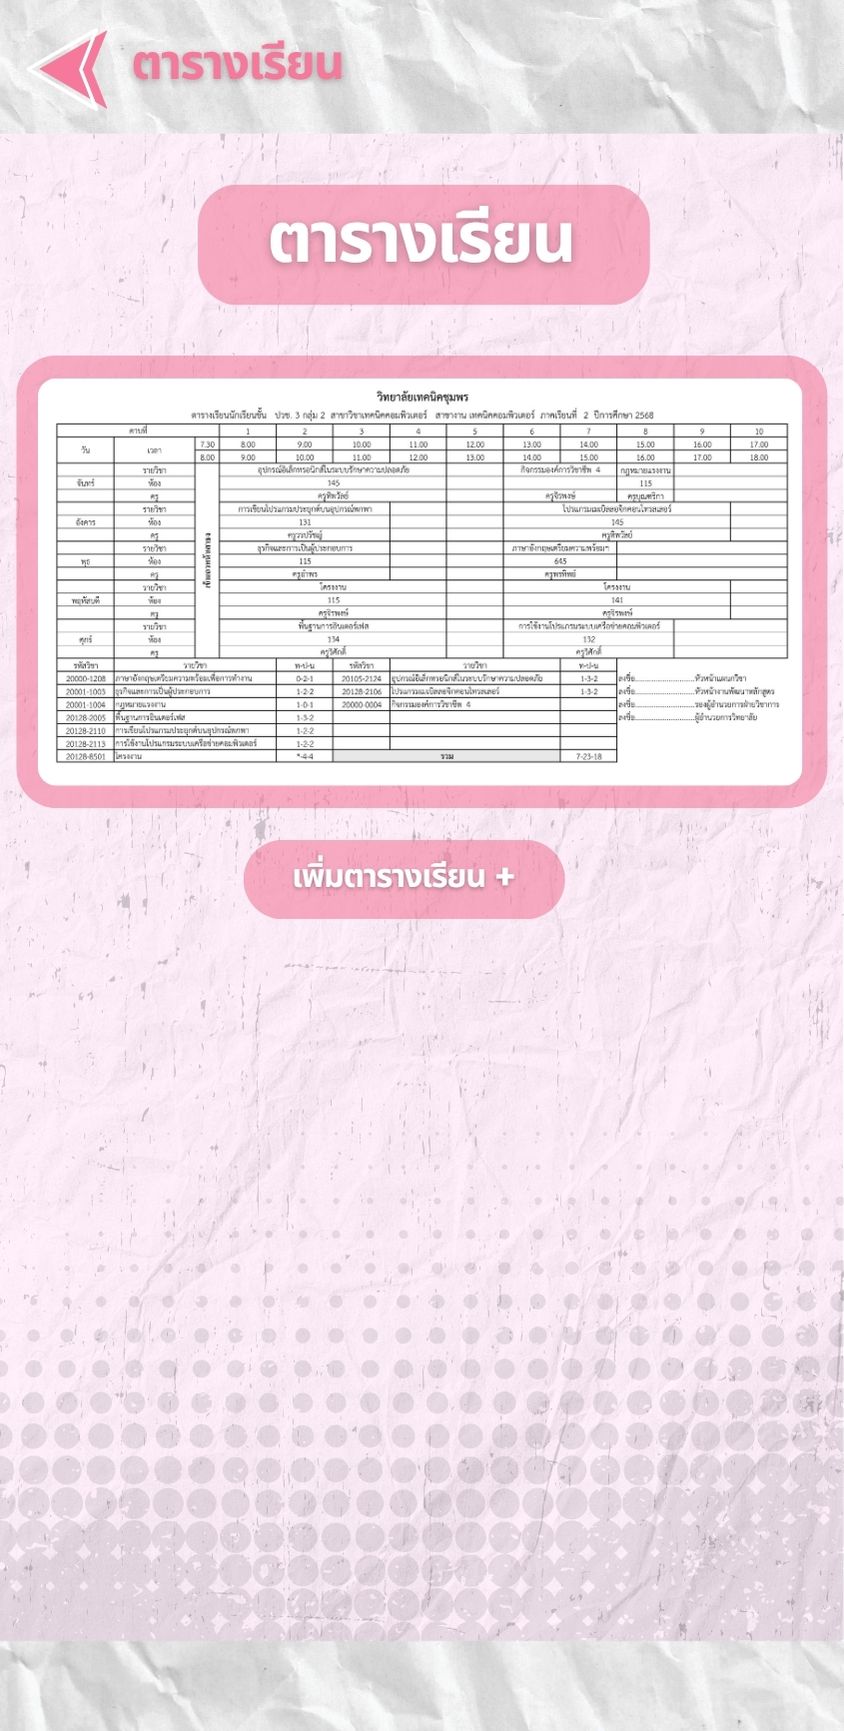 ตารางเรียน
ตารางเรียน
วิทยาลัยเทคนิคชุมพร
ตารางเรียนนักเรียนชั้น ปวช. 3 กลุ่ม 2 สาขาวิชาเทคนิคคอมพิวเตอร์ สาขางาน เทคนิคคอมพิวเตอร์ ภาคเรียนที่ 2 ปีการศึกษา 2568
คาบที่ 1 2 3 4 5 6 7 8 9 10
วัน เวลา 7.30 8.00 9.00 10.00 11.00 12.00 13.00 14.00 15.00 16.00 17.00
8.00 9.00 10.00 11.00 12.00 13.00 14.00 15.00 16.00 17.00 18.00
รายวิชา อุปกรณ์อิเล็กทรอนิกส์ในระบบรักษาความปลอดภัย กิจกรรมองค์การวิชาชีพ 4 กฎหมายแรงงาน
จันทร์ ห้อง 145 115
ครู ครูทิพวัลย์ ครูจิรพงษ์ ครูบุณฑริกา
รายวิชา การเขียนโปรแกรมประยุกต์บนอุปกรณ์พกพา โปรแกรมเมเบิลลอจิกคอนโทรลเลอร์
อังคาร ห้อง 131 145
ครู ครูวรปรัชญ์ ครูทิพวัลย์
รายวิชา ธุรกิจและการเป็นผู้ประกอบการ ภาษาอังกฤษเตรียมความพร้อมฯ
พุธ ห้อง 115 645
ครู ครูอำพร ครูพรทิพย์
รายวิชา โครงงาน โครงงาน
พฤหัสบดี ห้อง 115 141
ครู ครูจิรพงษ์ ครูจิรพงษ์
รายวิชา พื้นฐานการอินเตอร์เฟส การใช้งานโปรแกรมระบบเครือข่ายคอมพิวเตอร์
ศุกร์ ห้อง 134 132
ครู ครูวิศักดิ์ ครูวิศักดิ์
รหัสวิชา รายวิชา ท-ป-น รหัสวิชา รายวิชา ท-ป-น
20000-1208 ภาษาอังกฤษเตรียมความพร้อมเพื่อการทำงาน 0-2-1 20105-2124 อุปกรณ์อิเล็กทรอนิกส์ในระบบรักษาความปลอดภัย 1-3-2 ลงชื่อ..............................หัวหน้าแผนกวิชา
20001-1003 ธุรกิจและการเป็นผู้ประกอบการ 1-2-2 20128-2106 โปรแกรมเมเบิลลอจิกคอนโทรลเลอร์ 1-3-2 ลงชื่อ..............................หัวหน้างานพัฒนาหลักสูตร
20001-1004 กฎหมายแรงงาน 1-0-1 20000-0004 กิจกรรมองค์การวิชาชีพ 4 ลงชื่อ..............................รองผู้อำนวยการฝ่ายวิชาการ
20128-2005 พื้นฐานการอินเตอร์เฟส 1-3-2 ลงชื่อ..............................ผู้อำนวยการวิทยาลัย
20128-2110 การเขียนโปรแกรมประยุกต์บนอุปกรณ์พกพา 1-2-2
20128-2113 การใช้งานโปรแกรมระบบเครือข่ายคอมพิวเตอร์ 1-2-2
20128-8501 โครงงาน *-4-4 รวม 7-23-18
เพิ่มตารางเรียน +